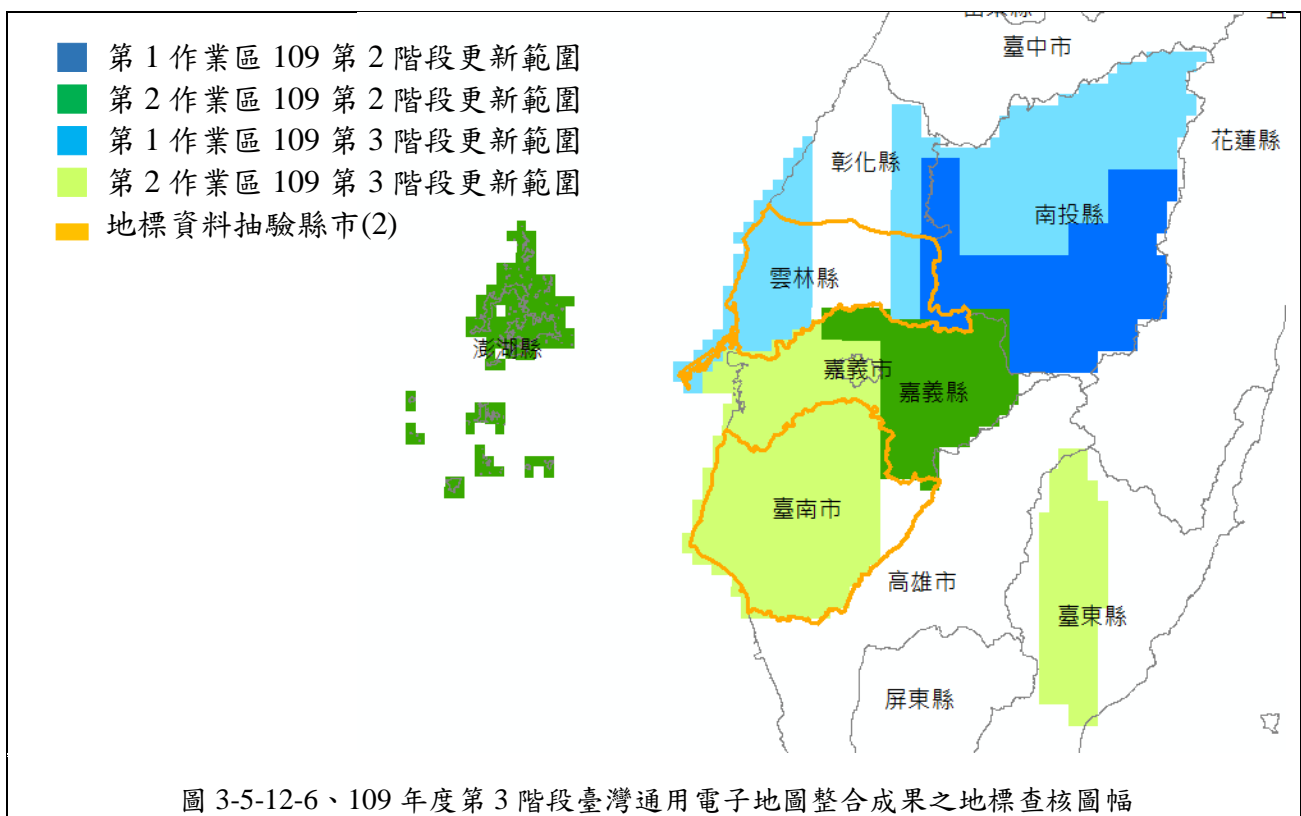 臺中市
第 1 作業區 109 第 2 階段更新範圍
第 2 作業區 109 第 2 階段更新範圍
第 1 作業區 109 第 3 階段更新範圍
第 2 作業區 109 第 3 階段更新範圍
地標資料抽驗縣市(2)
花蓮縣
彰化縣
南投縣
雲林縣
澎湖縣
嘉義市
嘉義縣
臺南市
高雄市
臺東縣
屏東縣
圖 3-5-12-6、109 年度第 3 階段臺灣通用電子地圖整合成果之地標查核圖幅